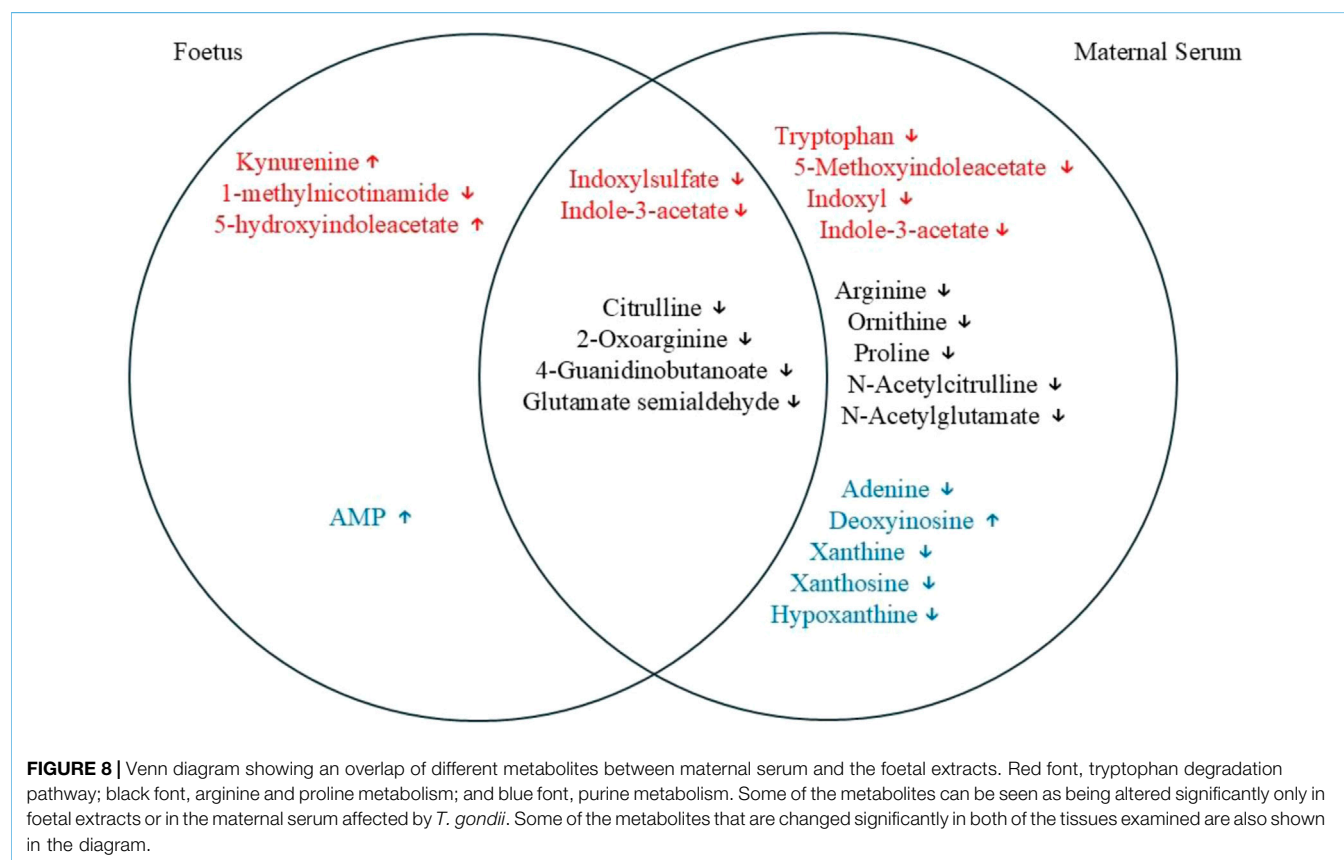 Foetus
Maternal Serum
Kynurenine ↑
1-methylnicotinamide ↓
5-hydroxyindoleacetate ↑
Indoxylsulfate ↓
Indole-3-acetate ↓
Tryptophan ↓
5-Methoxyindoleacetate ↓
Indoxyl ↓
Indole-3-acetate ↓
Citrulline ↓
2-Oxoarginine ↓
4-Guanidinobutanoate ↓
Glutamate semialdehyde ↓
Arginine ↓
Ornithine ↓
Proline ↓
N-Acetylcitrulline ↓
N-Acetylglutamate ↓
AMP ↑
Adenine ↓
Deoxyinosine ↑
Xanthine ↓
Xanthosine ↓
Hypoxanthine ↓
FIGURE 8 | Venn diagram showing an overlap of different metabolites between maternal serum and the foetal extracts. Red font, tryptophan degradation
pathway; black font, arginine and proline metabolism; and blue font, purine metabolism. Some of the metabolites can be seen as being altered significantly only in
foetal extracts or in the maternal serum affected by T. gondii. Some of the metabolites that are changed significantly in both of the tissues examined are also shown
in the diagram.